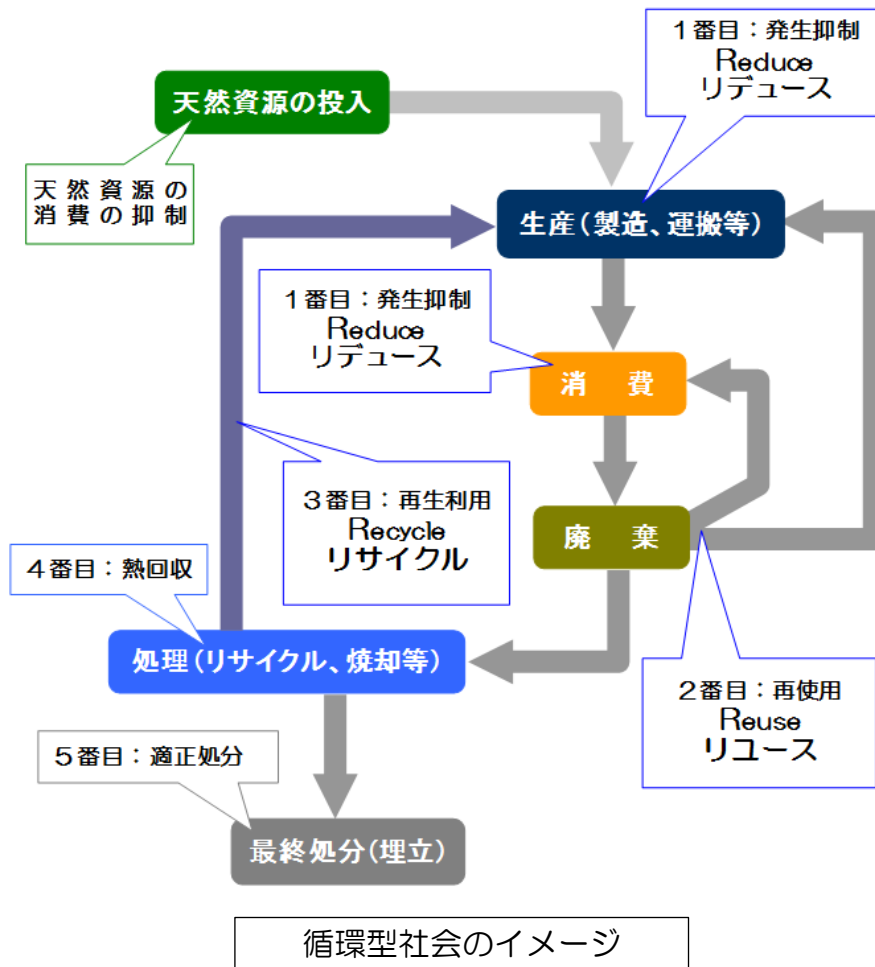 1番目：発生抑制
Reduce
リデュース
天然資源の投入
天然資源の
消費の抑制
生産（製造、運搬等）
1番目：発生抑制
Reduce
リデュース
消　費
3番目：再生利用
Recycle
リサイクル
廃　棄
4番目：熱回収
処理（リサイクル、焼却等）
2番目：再使用
Reuse
リユース
5番目：適正処分
最終処分（埋立）
循環型社会のイメージ